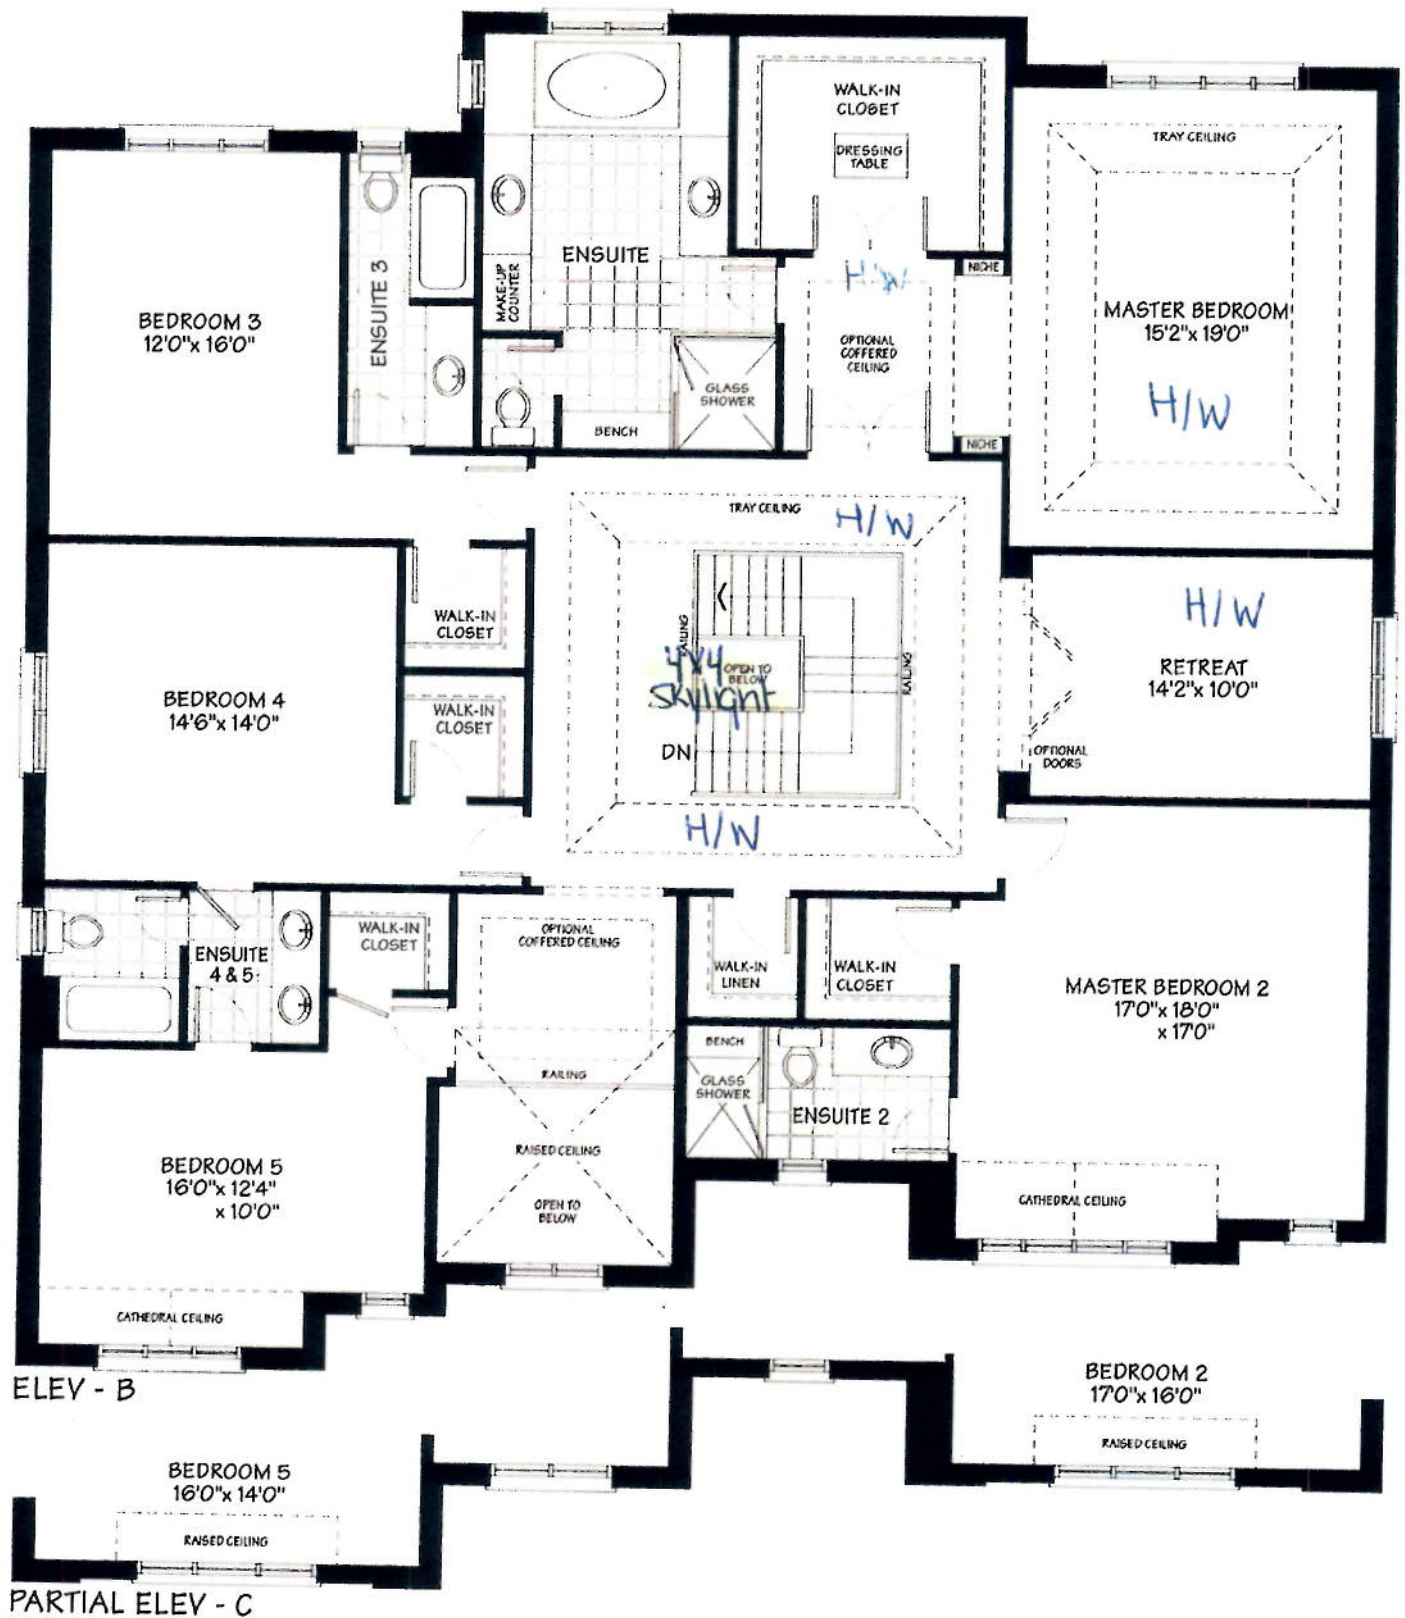 WALK-IN
CLOSET
DRESSING
TABLE
TRAY CEILING
ENSUITE
MAKE-UP
COUNTER
ENSUITE 3
H/W
NICHE
BEDROOM 3
12'0"x 16'0"
MASTER BEDROOM
15'2"x 19'0"
OPTIONAL
COFFERED
CEILING
GLASS
SHOWER
H/W
BENCH
NICHE
TRAY CEILING
H/W
WALK-IN
CLOSET
RAILING
H/W
RETREAT
14'2"x 10'0"
4x4
Skylight
OPEN TO
BELOW
RAILING
BEDROOM 4
14'6"x 14'0"
WALK-IN
CLOSET
DN
OPTIONAL
DOORS
H/W
ENSUITE
4 & 5
WALK-IN
CLOSET
OPTIONAL
COFFERED CEILING
WALK-IN
LINEN
WALK-IN
CLOSET
MASTER BEDROOM 2
17'0"x 18'0"
x 17'0"
BENCH
GLASS
SHOWER
ENSUITE 2
RAILING
RAISED CEILING
OPEN TO
BELOW
BEDROOM 5
16'0"x 12'4"
x 10'0"
CATHEDRAL CEILING
CATHEDRAL CEILING
ELEV - B
BEDROOM 2
17'0"x 16'0"
RAISED CEILING
BEDROOM 5
16'0"x 14'0"
RAISED CEILING
PARTIAL ELEV - C